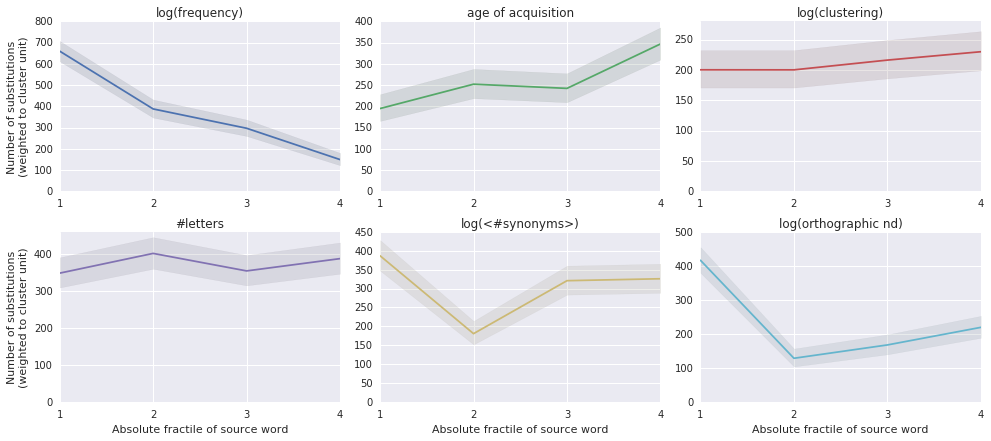 log(frequency)
age of acquisition
log(clustering)
Number of substitutions
(weighted to cluster unit)
800
700
600
500
400
300
200
100
0
1 2 3 4
400
350
300
250
200
150
100
50
0
1 2 3 4
250
200
150
100
50
0
1 2 3 4
#letters
log(<#synonyms>)
log(orthographic nd)
Number of substitutions
(weighted to cluster unit)
400
300
200
100
0
1 2 3 4
Absolute fractile of source word
450
400
350
300
250
200
150
100
50
0
1 2 3 4
Absolute fractile of source word
500
400
300
200
100
0
1 2 3 4
Absolute fractile of source word